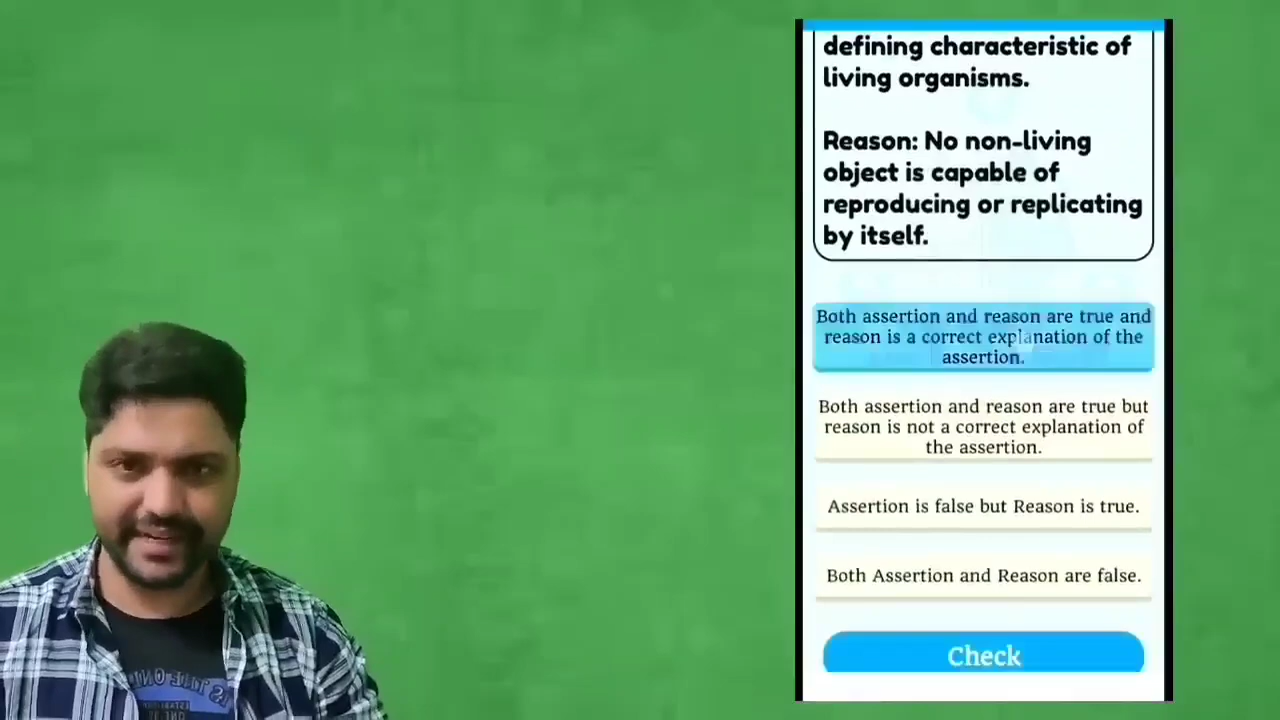 defining characteristic of
living organisms.
Reason: No non-living
object is capable of
reproducing or replicating
by itself.
Both assertion and reason are true and
reason is a correct explanation of the
assertion.
Both assertion and reason are true but
reason is not a correct explanation of
the assertion.
Assertion is false but Reason is true.
Both Assertion and Reason are false.
Check